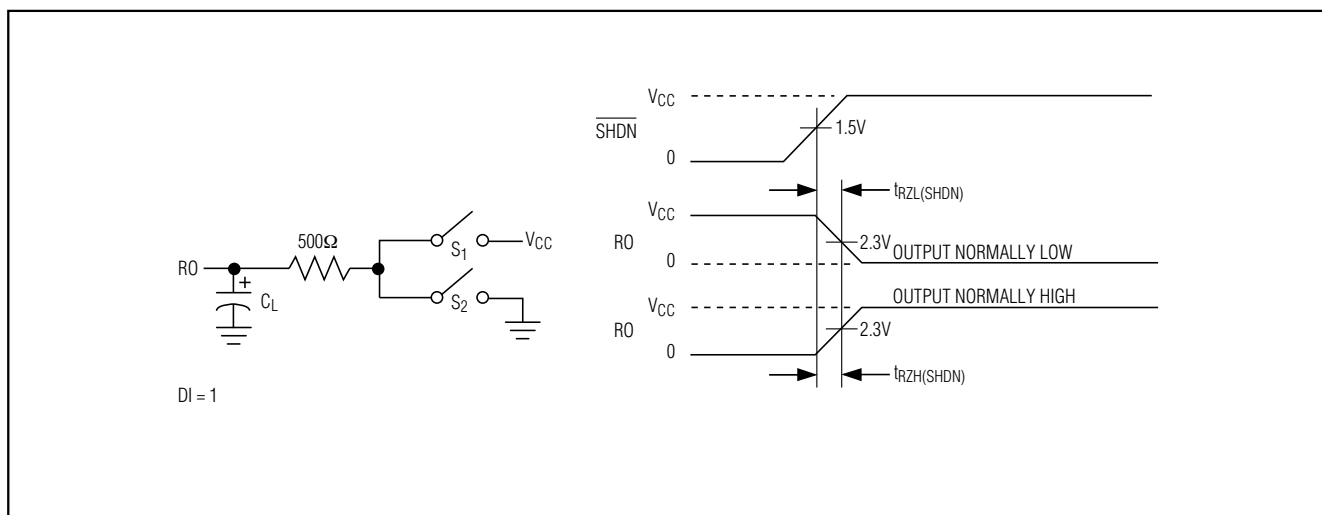 RO
500Ω
+
CL
S1
VCC
S2
DI = 1
VCC
SHDN
0
1.5V
tRZL(SHDN)
VCC
RO
0
2.3V
OUTPUT NORMALLY LOW
VCC
RO
0
OUTPUT NORMALLY HIGH
2.3V
tRZH(SHDN)